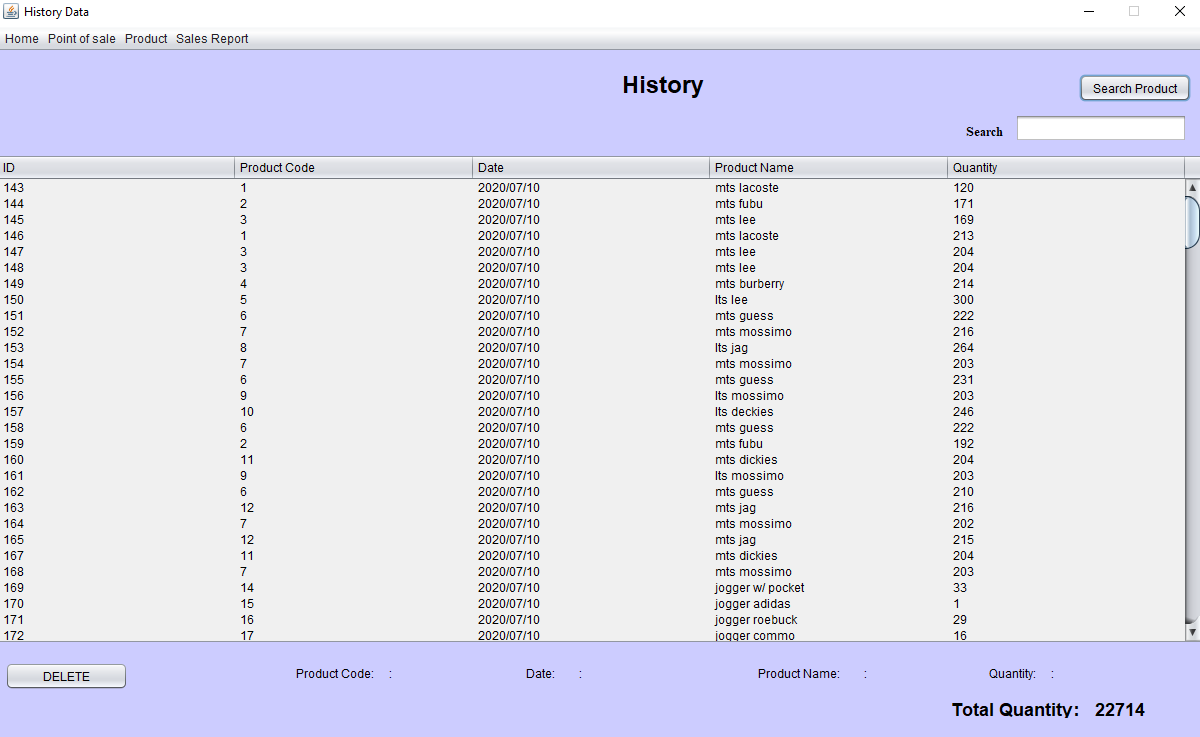 History Data
Home Point of sale Product Sales Report
History
Search Product
Search
ID Product Code Date Product Name Quantity
143 1 2020/07/10 mts lacoste 120
144 2 2020/07/10 mts fubu 171
145 3 2020/07/10 mts lee 169
146 1 2020/07/10 mts lacoste 213
147 3 2020/07/10 mts lee 204
148 3 2020/07/10 mts lee 204
149 4 2020/07/10 mts burberry 214
150 5 2020/07/10 lts lee 300
151 6 2020/07/10 mts guess 222
152 7 2020/07/10 mts mossimo 216
153 8 2020/07/10 lts jag 264
154 7 2020/07/10 mts mossimo 203
155 6 2020/07/10 mts guess 231
156 9 2020/07/10 lts mossimo 203
157 10 2020/07/10 lts deckies 246
158 6 2020/07/10 mts guess 222
159 2 2020/07/10 mts fubu 192
160 11 2020/07/10 mts dickies 204
161 9 2020/07/10 lts mossimo 203
162 6 2020/07/10 mts guess 210
163 12 2020/07/10 mts jag 216
164 7 2020/07/10 mts mossimo 202
165 12 2020/07/10 mts jag 215
167 11 2020/07/10 mts dickies 204
168 7 2020/07/10 mts mossimo 203
169 14 2020/07/10 jogger w/ pocket 33
170 15 2020/07/10 jogger adidas 1
171 16 2020/07/10 jogger roebuck 29
172 17 2020/07/10 jogger commo 16
DELETE Product Code: : Date: : Product Name: : Quantity: :
Total Quantity: 22714